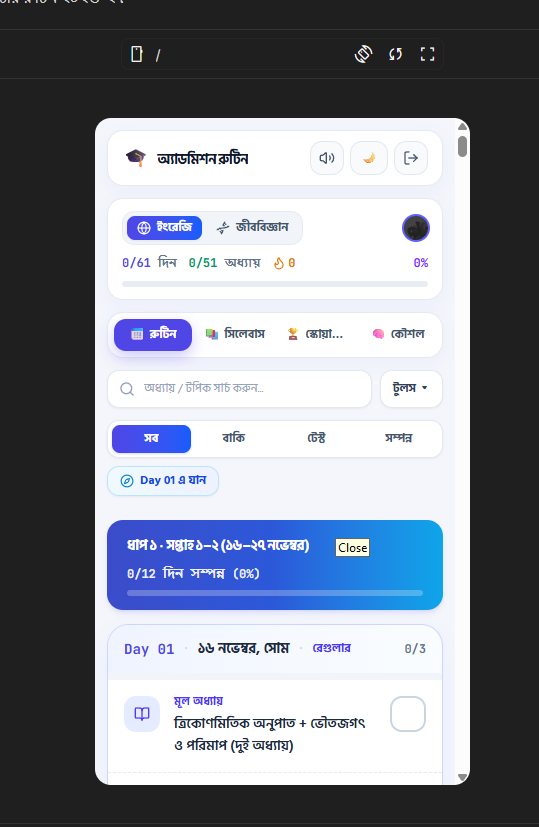 /
অ্যাডমিশন রুটিন
ইংরেজি জীববিজ্ঞান
0/61 দিন 0/51 অধ্যায় 0 0%
রুটিন সিলেবাস স্কোয়া... কৌশল
অধ্যায় / টপিক সার্চ করুন... টুলস
সব বাকি টেস্ট সম্পন্ন
Day 01 এ যান
ধাপ ১ · সপ্তাহ ১–২ (১৬–২৭ নভেম্বর) Close
0/12 দিন সম্পন্ন (0%)
Day 01 · ১৬ নভেম্বর, সোম · রেগুলার 0/3
মূল অধ্যায়
ত্রিকোণমিতিক অনুপাত + ভৌতজগৎ
ও পরিমাপ (দুই অধ্যায়)